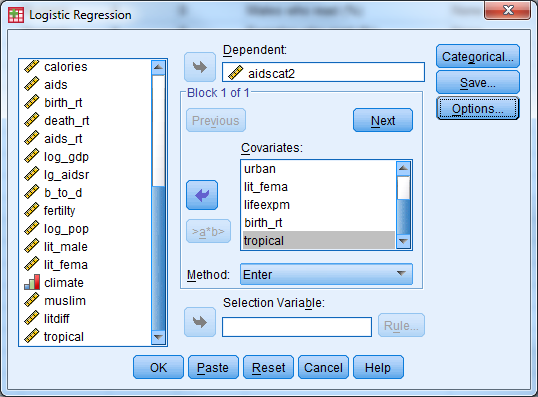 Logistic Regression
calories
aids
birth_rt
death_rt
aids_rt
log_gdp
lg_aidsr
b_to_d
fertilty
log_pop
lit_male
lit_fema
climate
muslim
litdiff
tropical
Dependent:
aidscat2
Block 1 of 1
Previous
Next
Covariates:
urban
lit_fema
lifeexpm
birth_rt
tropical
>a*b>
Method:
Enter
Selection Variable:
Rule...
Categorical...
Save...
Options...
OK
Paste
Reset
Cancel
Help